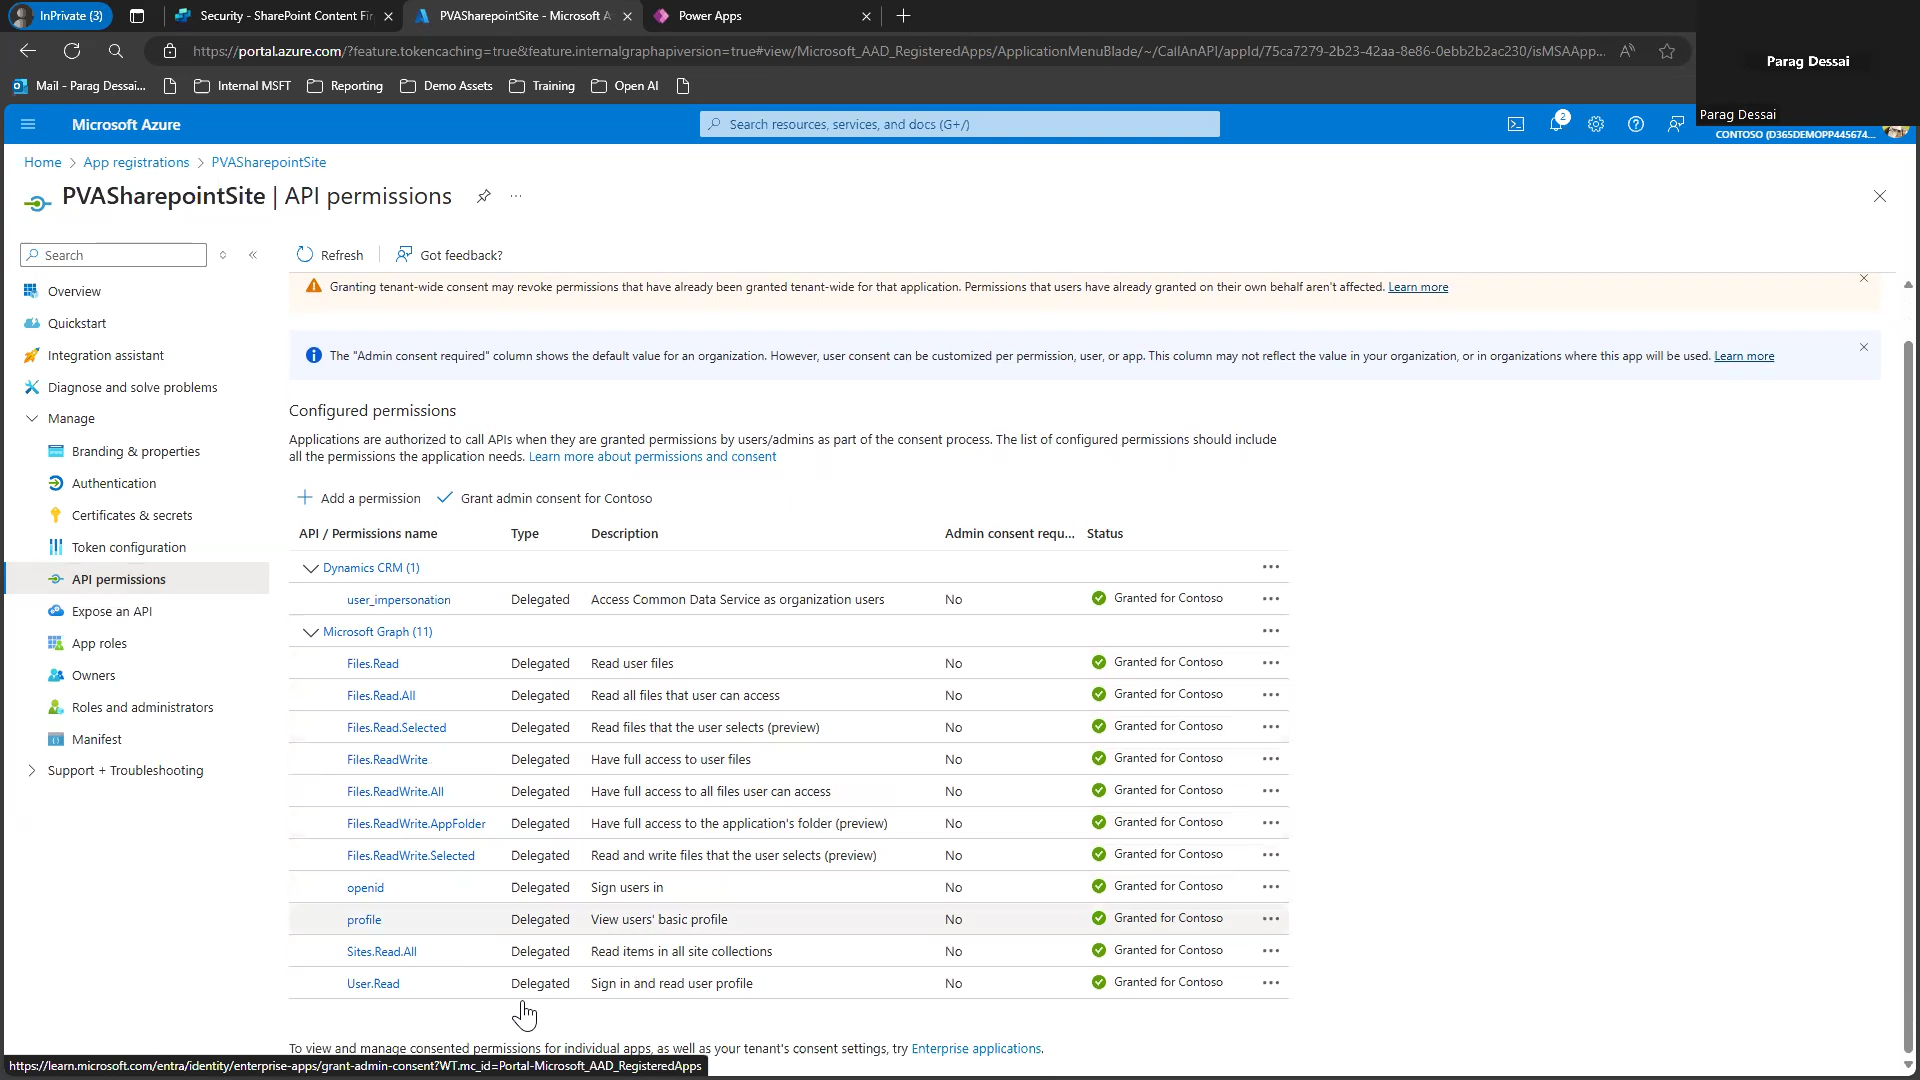 InPrivate (3)
Security - SharePoint Content Fir
PVASharepointSite - Microsoft A
Power Apps
https://portal.azure.com/?feature.tokencaching=true&feature.internalgraphapiversion=true#view/Microsoft_AAD_RegisteredApps/ApplicationMenuBlade/~/CallAnAPI/appId/75ca7279-2b23-42aa-8e86-0ebb2b2ac230/isMSAApp...
Parag Dessai
Mail - Parag Dessai...
Internal MSFT
Reporting
Demo Assets
Training
Open AI
Parag Dessai
Microsoft Azure
Search resources, services, and docs (G+/)
2
CONTOSO (D365DEMOPP445674...
Home > App registrations > PVASharepointSite
PVASharepointSite | API permissions
Search
Refresh
Got feedback?
Granting tenant-wide consent may revoke permissions that have already been granted tenant-wide for that application. Permissions that users have already granted on their own behalf aren't affected. Learn more
The "Admin consent required" column shows the default value for an organization. However, user consent can be customized per permission, user, or app. This column may not reflect the value in your organization, or in organizations where this app will be used. Learn more
Overview
Quickstart
Integration assistant
Diagnose and solve problems
Manage
Branding & properties
Authentication
Certificates & secrets
Token configuration
API permissions
Expose an API
App roles
Owners
Roles and administrators
Manifest
Support + Troubleshooting
Configured permissions
Applications are authorized to call APIs when they are granted permissions by users/admins as part of the consent process. The list of configured permissions should include
all the permissions the application needs. Learn more about permissions and consent
Add a permission
Grant admin consent for Contoso
API / Permissions name Type Description Admin consent requ... Status
Dynamics CRM (1)
user_impersonation Delegated Access Common Data Service as organization users No Granted for Contoso
Microsoft Graph (11)
Files.Read Delegated Read user files No Granted for Contoso
Files.Read.All Delegated Read all files that user can access No Granted for Contoso
Files.Read.Selected Delegated Read files that the user selects (preview) No Granted for Contoso
Files.ReadWrite Delegated Have full access to user files No Granted for Contoso
Files.ReadWrite.All Delegated Have full access to all files user can access No Granted for Contoso
Files.ReadWrite.AppFolder Delegated Have full access to the application's folder (preview) No Granted for Contoso
Files.ReadWrite.Selected Delegated Read and write files that the user selects (preview) No Granted for Contoso
openid Delegated Sign users in No Granted for Contoso
profile Delegated View users' basic profile No Granted for Contoso
Sites.Read.All Delegated Read items in all site collections No Granted for Contoso
User.Read Delegated Sign in and read user profile No Granted for Contoso
To view and manage consented permissions for individual apps, as well as your tenant's consent settings, try Enterprise applications.
https://learn.microsoft.com/entra/identity/enterprise-apps/grant-admin-consent?WT.mc_id=Portal-Microsoft_AAD_RegisteredApps